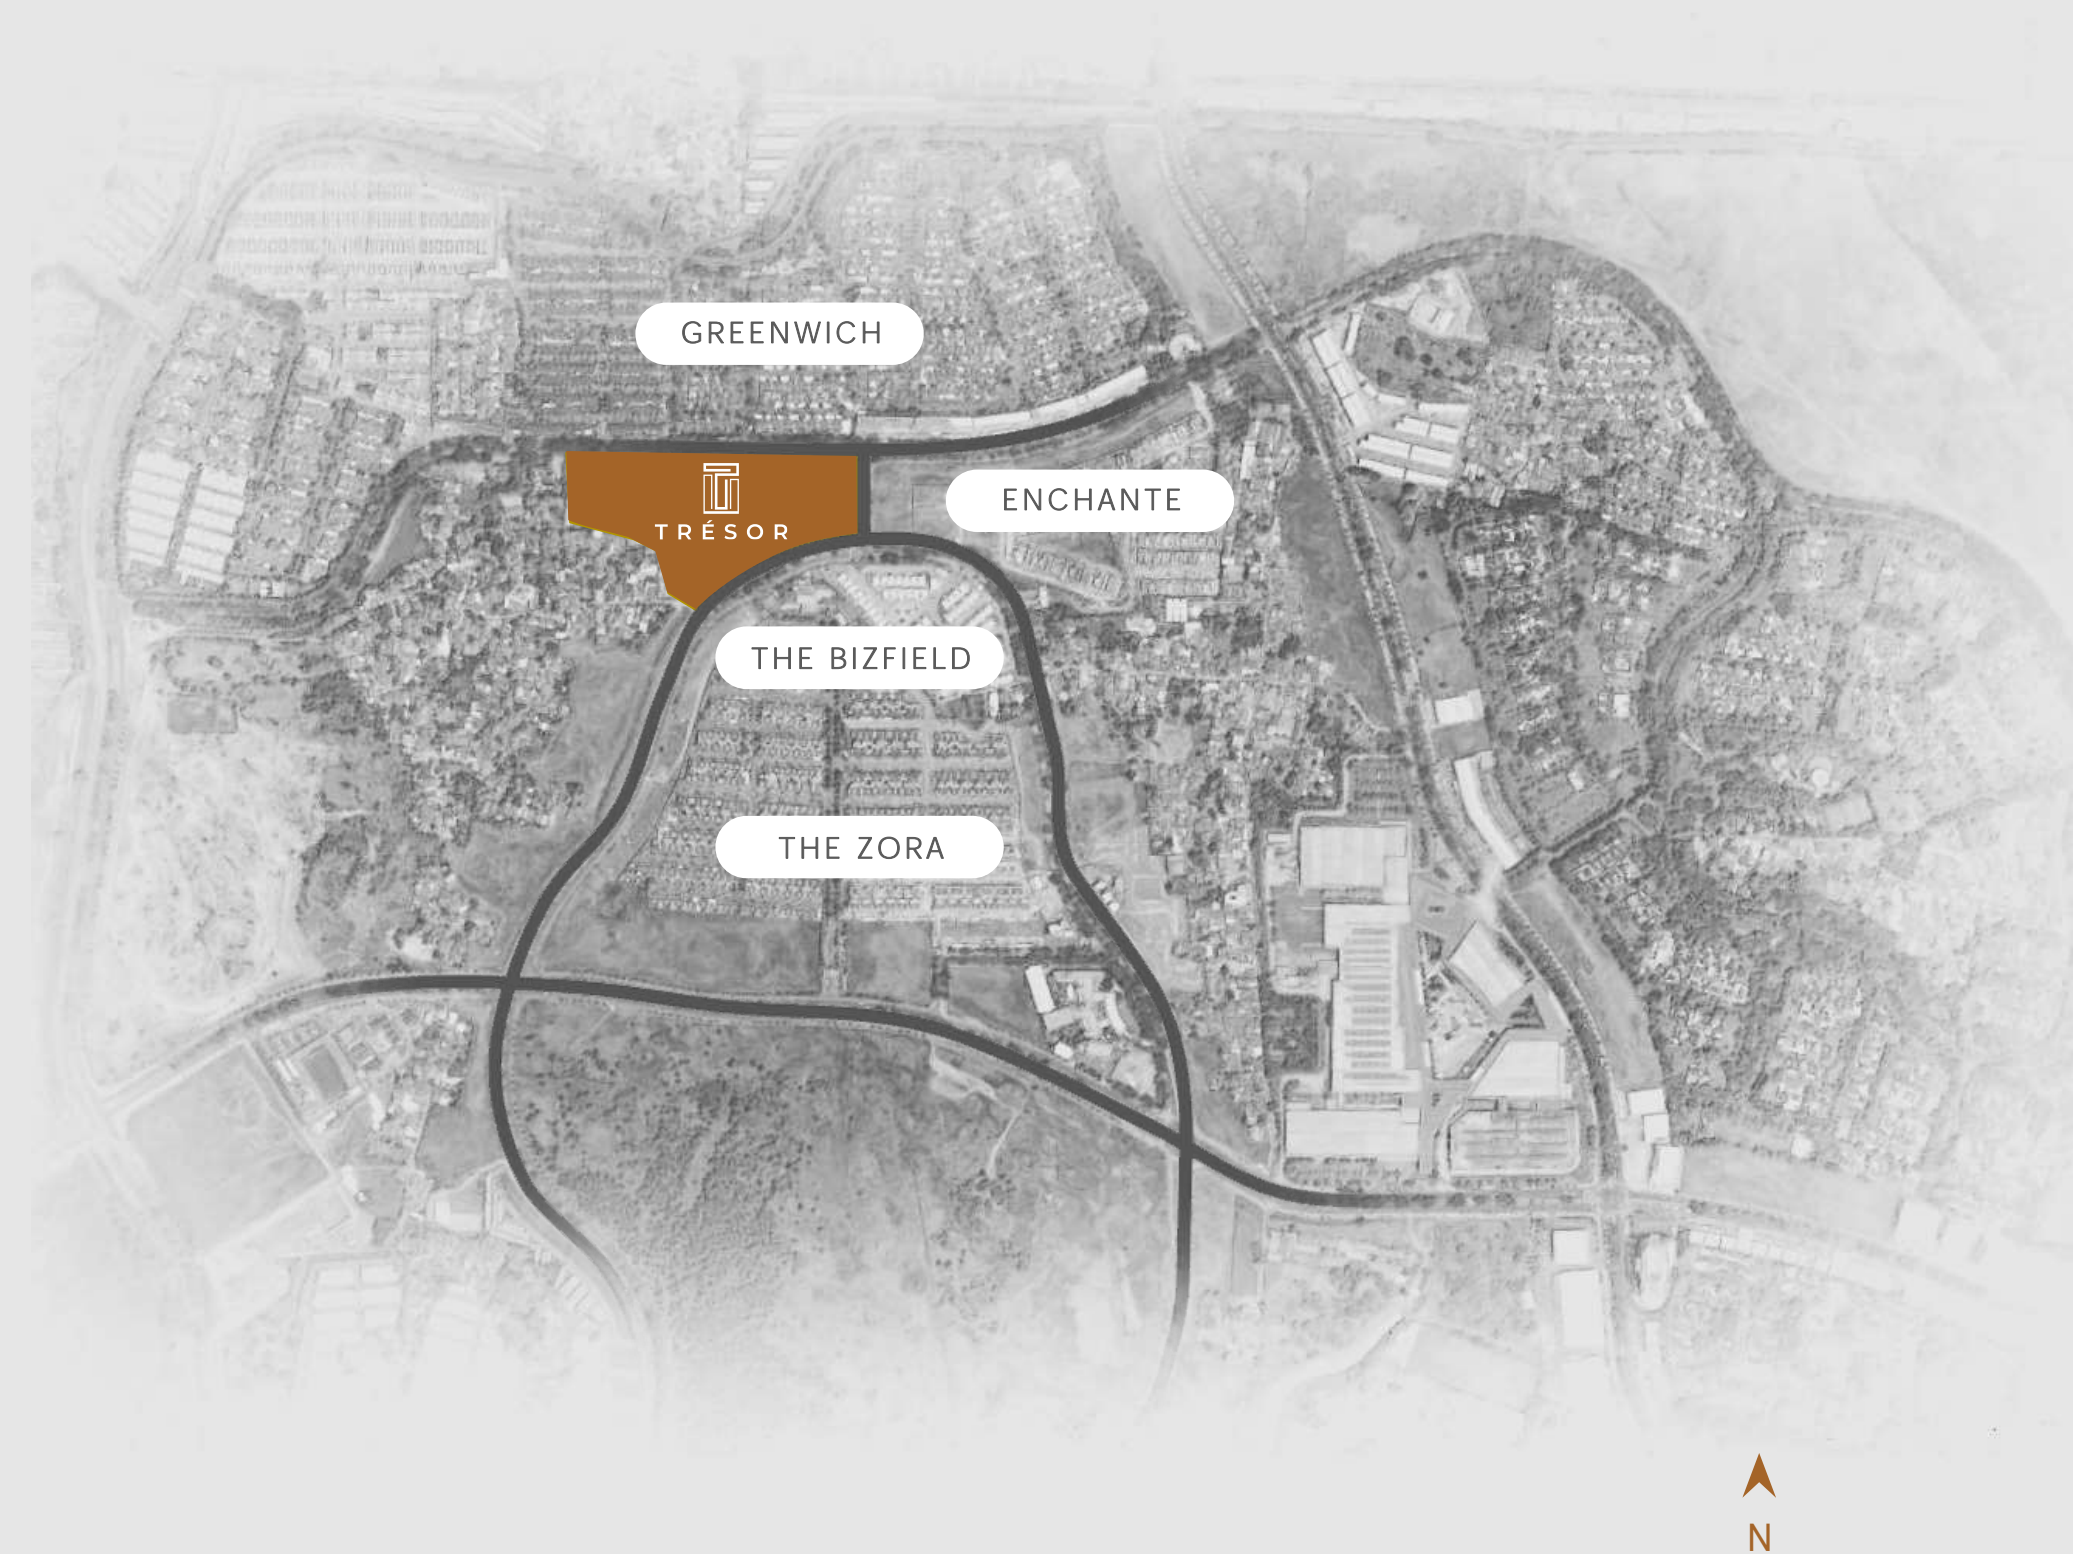 GREENWICH
ENCHANTE
TRÉSOR
THE BIZFIELD
THE ZORA
N